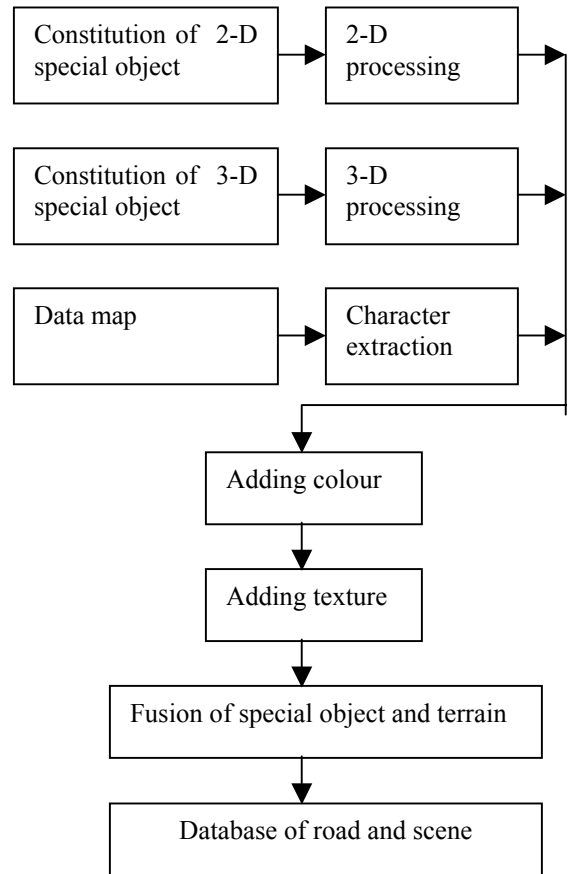 Constitution of 2-D
special object
2-D
processing
Constitution of 3-D
special object
3-D
processing
Data map
Character
extraction
Adding colour
Adding texture
Fusion of special object and terrain
Database of road and scene